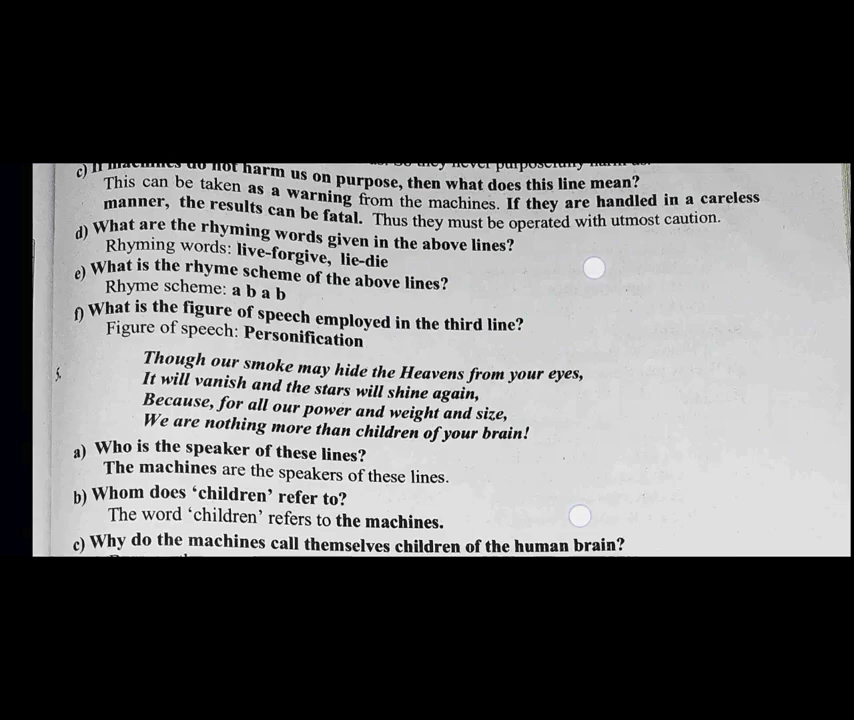 c) If machines do not harm us on purpose, then what does this line mean?
This can be taken as a warning from the machines. If they are handled in a careless
manner, the results can be fatal. Thus they must be operated with utmost caution.
d) What are the rhyming words given in the above lines?
Rhyming words: live-forgive, lie-die
e) What is the rhyme scheme of the above lines?
Rhyme scheme: a b a b
f) What is the figure of speech employed in the third line?
Figure of speech: Personification
Though our smoke may hide the Heavens from your eyes,
It will vanish and the stars will shine again,
Because, for all our power and weight and size,
We are nothing more than children of your brain!
a) Who is the speaker of these lines?
The machines are the speakers of these lines.
b) Whom does ‘children’ refer to?
The word ‘children’ refers to the machines.
c) Why do the machines call themselves children of the human brain?